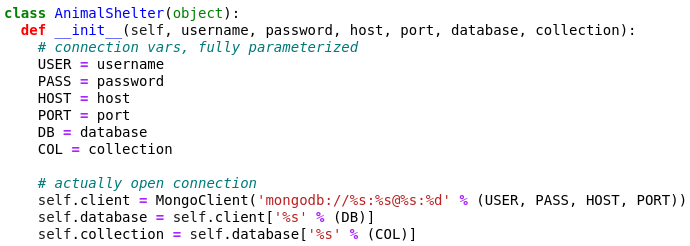 class AnimalShelter(object):
  def __init__(self, username, password, host, port, database, collection):
    # connection vars, fully parameterized
    USER = username
    PASS = password
    HOST = host
    PORT = port
    DB = database
    COL = collection

    # actually open connection
    self.client = MongoClient('mongodb://%s:%s@%s:%d' % (USER, PASS, HOST, PORT))
    self.database = self.client['%s' % (DB)]
    self.collection = self.database['%s' % (COL)]